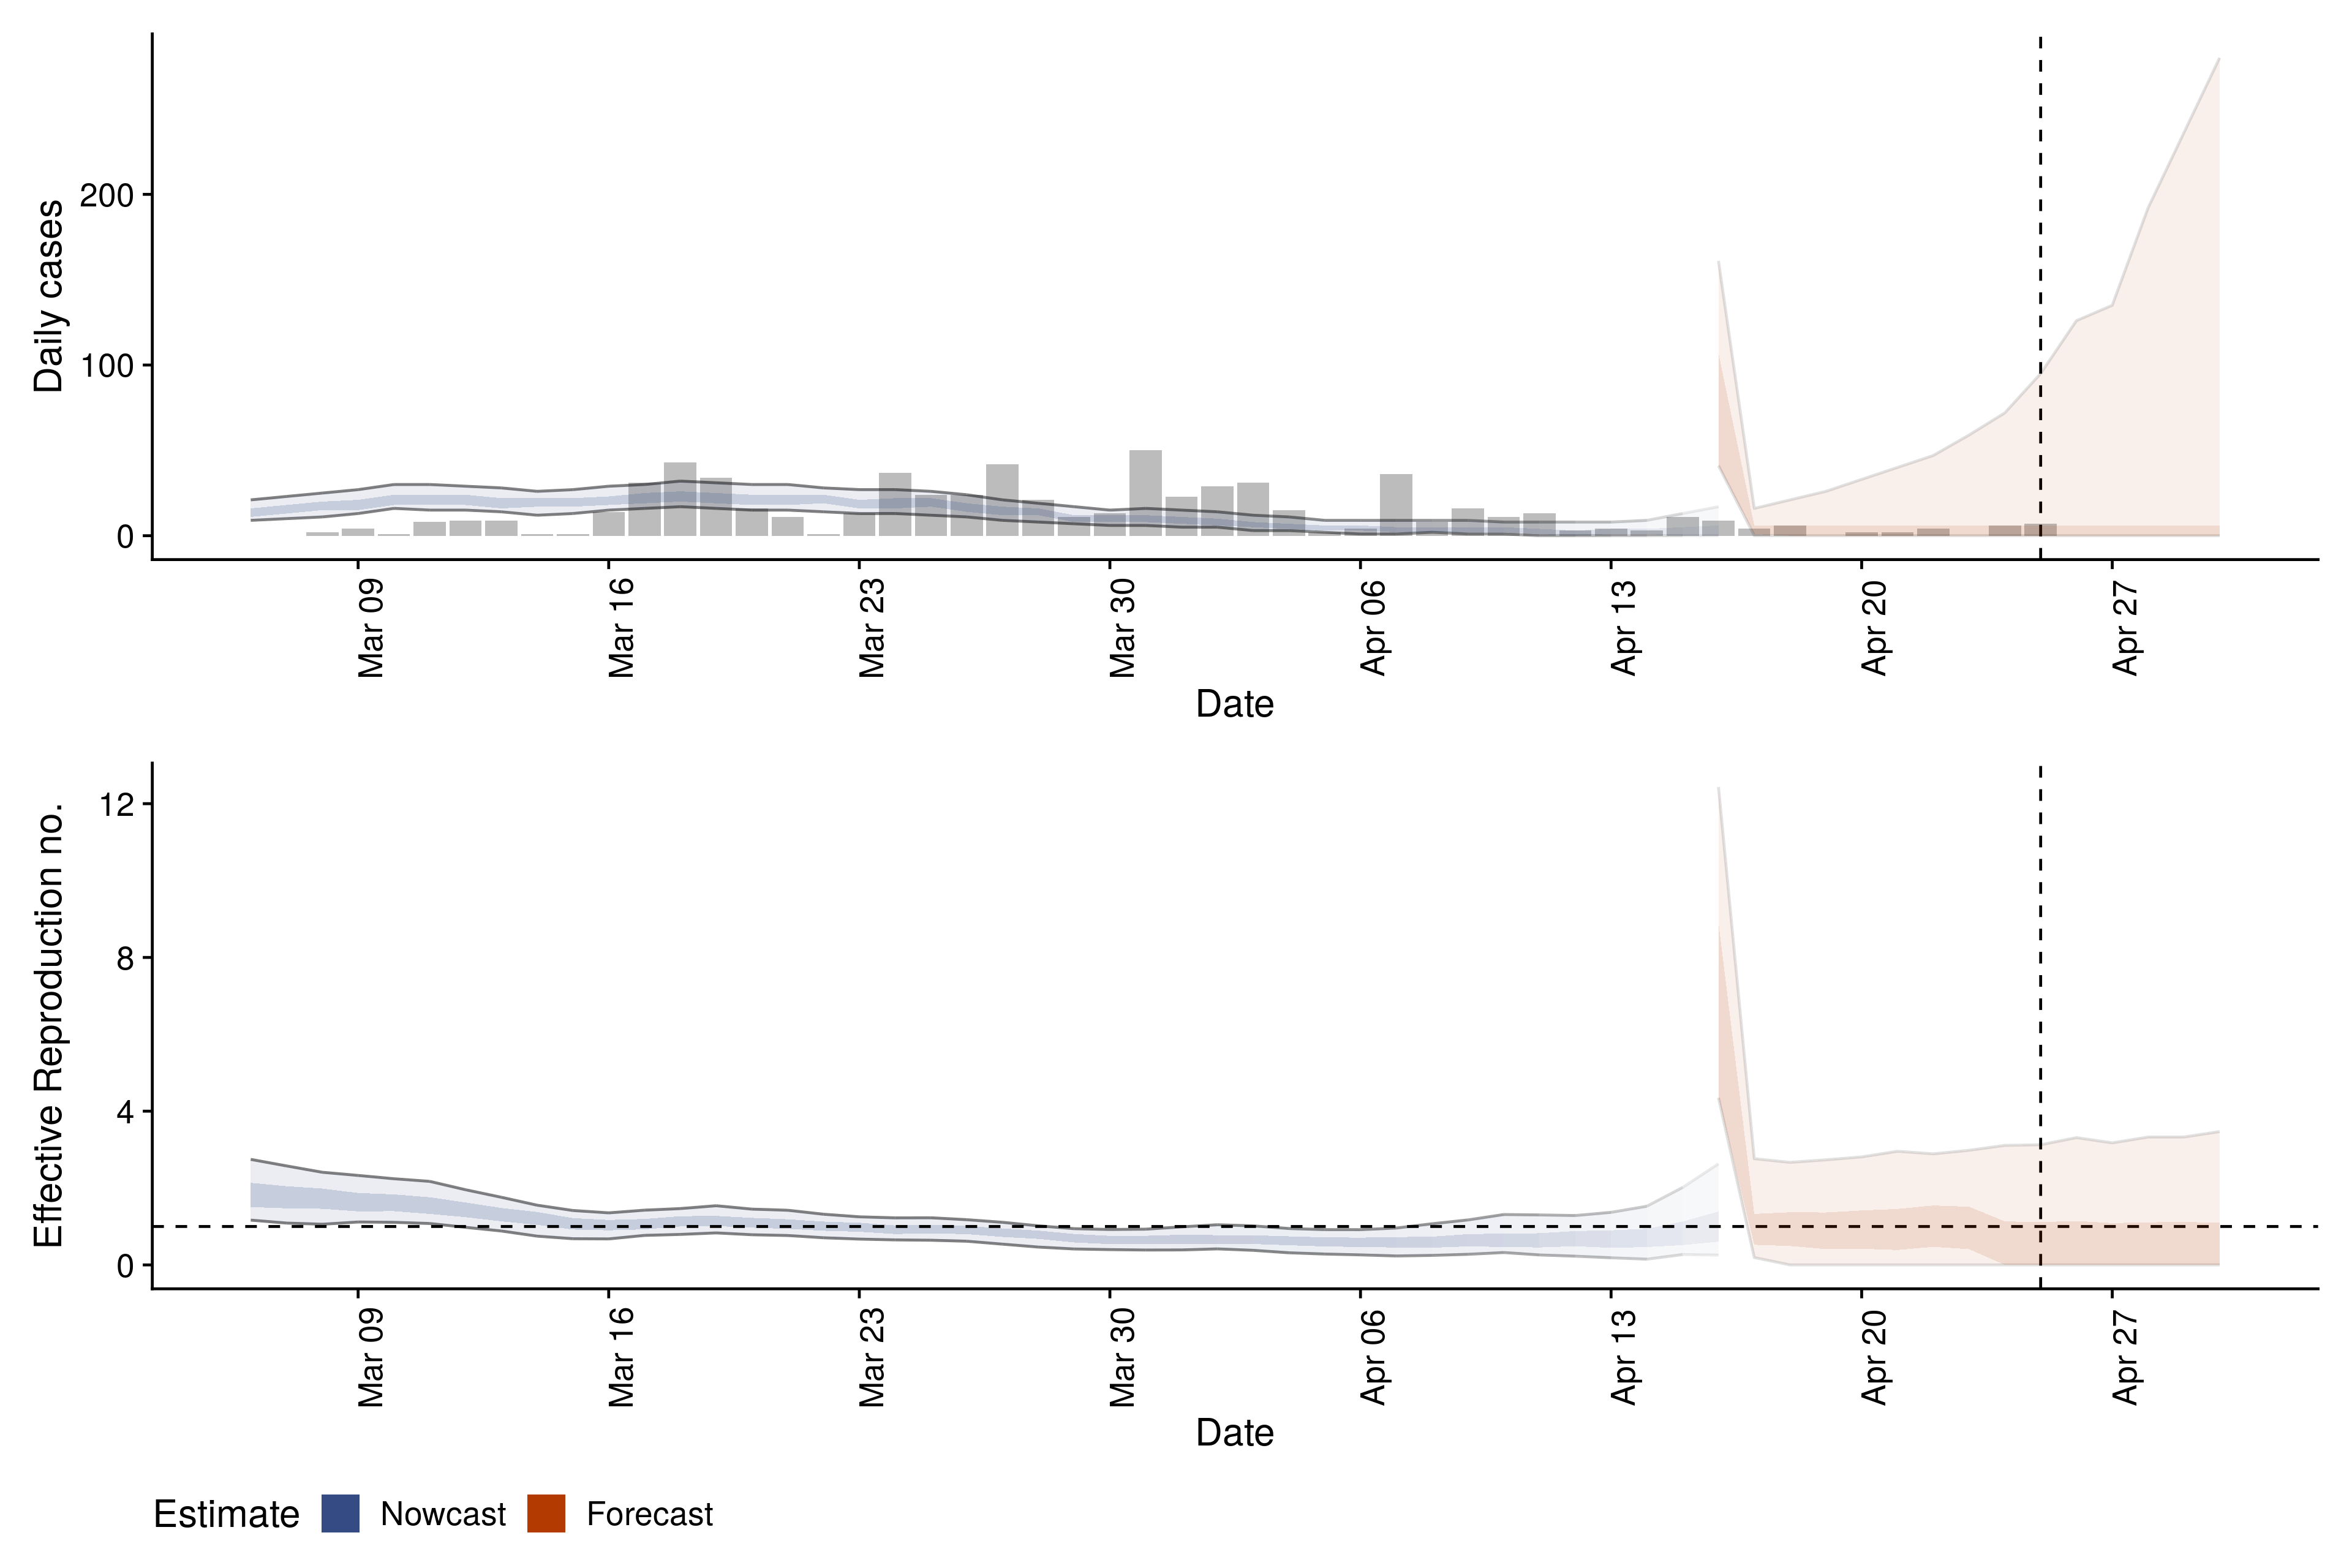 Daily cases
200
100
0
Mar 09
Mar 16
Mar 23
Mar 30
Apr 06
Apr 13
Apr 20
Apr 27
Date
Effective Reproduction no.
12
8
4
0
Mar 09
Mar 16
Mar 23
Mar 30
Apr 06
Apr 13
Apr 20
Apr 27
Date
Estimate Nowcast Forecast